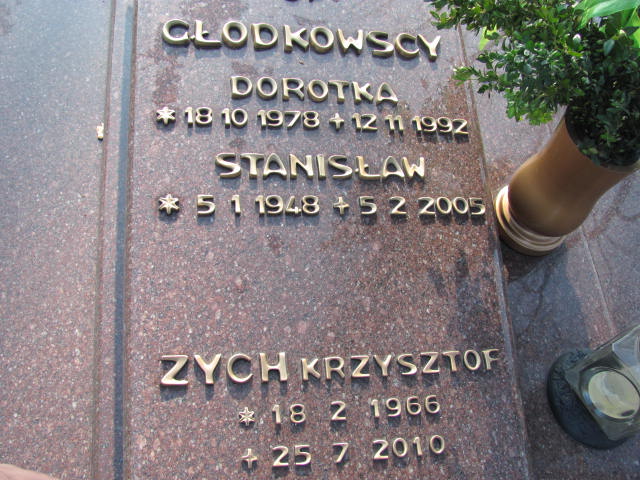 GŁODKOWSCY
DOROTKA
* 18 10 1978 + 12 11 1992
STANISŁAW
* 5 1 1948 + 5 2 2005
ZYCH KRZYSZTOF
* 18 2 1966
+ 25 7 2010